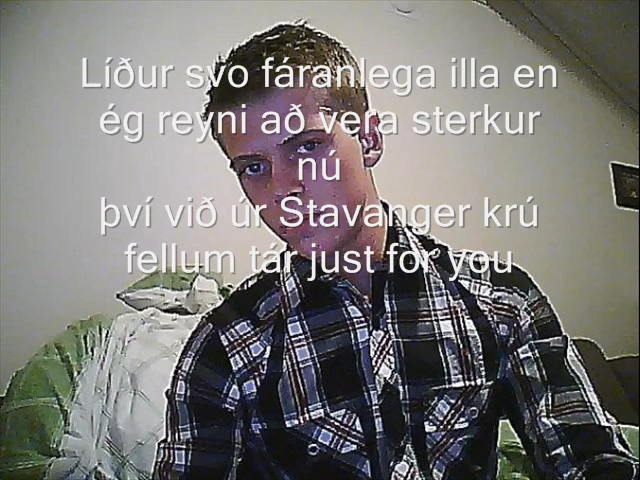 Líður svo fáranlega illa en
ég reyni að vera sterkur
nú
því við úr Stavanger krú
fellum tár just for you